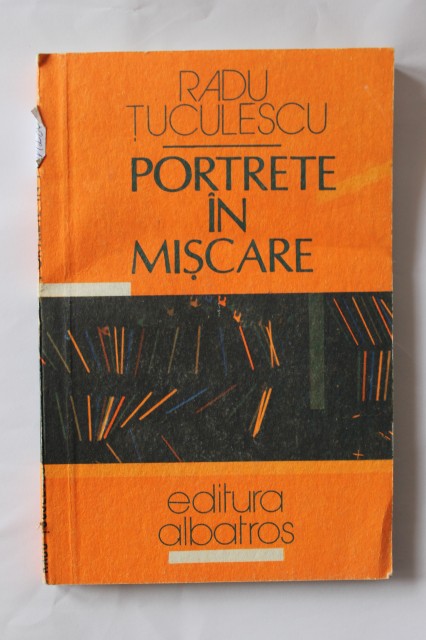 RADU
ȚUCULESCU
PORTRETE
ÎN
MIȘCARE
editura
albatros